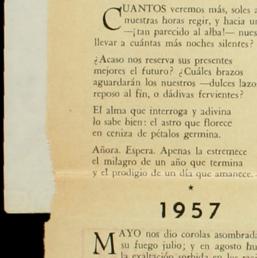 CUANTOS veremos más, soles a
nuestras horas regir, y hacia un
—¡tan parecido al alba!— nues
llevar a cuántas más noches silentes?
¿Acaso nos reserva sus presentes
mejores el futuro? ¿Cuáles brazos
aguardarán los nuestros —dulces lazo
reposo al fin, o dádivas fervientes?
El alma que interroga y adivina
lo sabe bien: el astro que florece
en ceniza de pétalos germina.
Añora. Espera. Apenas la estremece
el milagro de un año que termina
y el prodigio de un día que amanece.
*
1957
MAYO nos dio corolas asombrada
su fuego julio; y en agosto hu
la exaltación